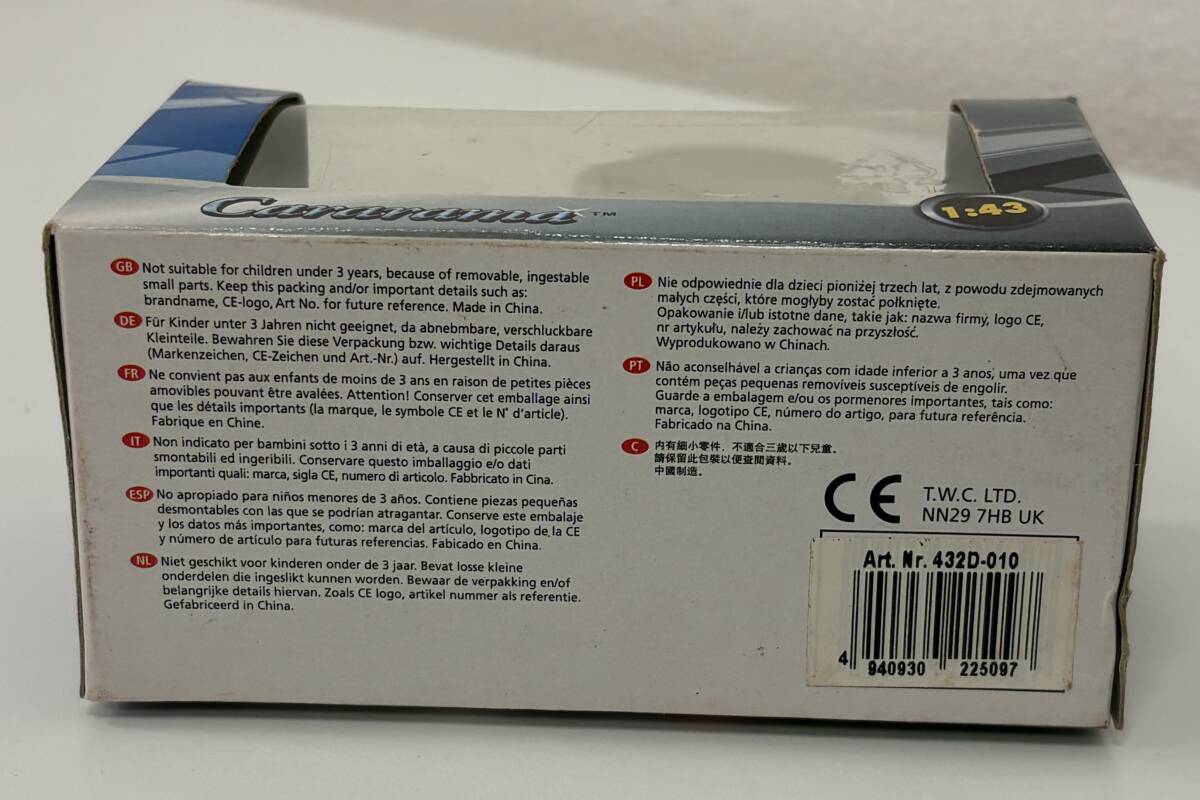 Cararama ™
1:43
GB Not suitable for children under 3 years, because of removable, ingestable
small parts. Keep this packing and/or important details such as:
brandname, CE-logo, Art No. for future reference. Made in China.
DE Für Kinder unter 3 Jahren nicht geeignet, da abnebmbare, verschluckbare
Kleinteile. Bewahren Sie diese Verpackung bzw. wichtige Details daraus
(Markenzeichen, CE-Zeichen und Art.-Nr.) auf. Hergestellt in China.
FR Ne convient pas aux enfants de moins de 3 ans en raison de petites pièces
amovibles pouvant être avalées. Attention! Conserver cet emballage ainsi
que les détails importants (la marque, le symbole CE et le N° d'article).
Fabrique en Chine.
IT Non indicato per bambini sotto i 3 anni di età, a causa di piccole parti
smontabili ed ingeribili. Conservare questo imballaggio e/o dati
importanti quali: marca, sigla CE, numero di articolo. Fabbricato in Cina.
ESP No apropiado para niños menores de 3 años. Contiene piezas pequeñas
desmontables con las que se podrían atragantar. Conserve este embalaje
y los datos más importantes, como: marca del artículo, logotipo de la CE
y número de artículo para futuras referencias. Fabicado en China.
NL Niet geschikt voor kinderen onder de 3 jaar. Bevat losse kleine
onderdelen die ingeslikt kunnen worden. Bewaar de verpakking en/of
belangrijke details hiervan. Zoals CE logo, artikel nummer als referentie.
Gefabriceerd in China.
PL Nie odpowiednie dla dzieci pioniżej trzech lat, z powodu zdejmowanych
małych części, które mogłyby zostać połknięte.
Opakowanie i/lub istotne dane, takie jak: nazwa firmy, logo CE,
nr artykułu, należy zachować na przyszłość.
Wyprodukowano w Chinach.
PT Não aconselhável a crianças com idade inferior a 3 anos, uma vez que
contém peças pequenas removíveis susceptíveis de engolir.
Guarde a embalagem e/ou os pormenores importantes, tais como:
marca, logotipo CE, número do artigo, para futura referência.
Fabricado na China.
C 內有細小零件，不適合三歲以下兒童。
請保留此包裝以便查閱資料。
中國制造。
CE T.W.C. LTD.
NN29 7HB UK
Art. Nr. 432D-010
4 940930 225097